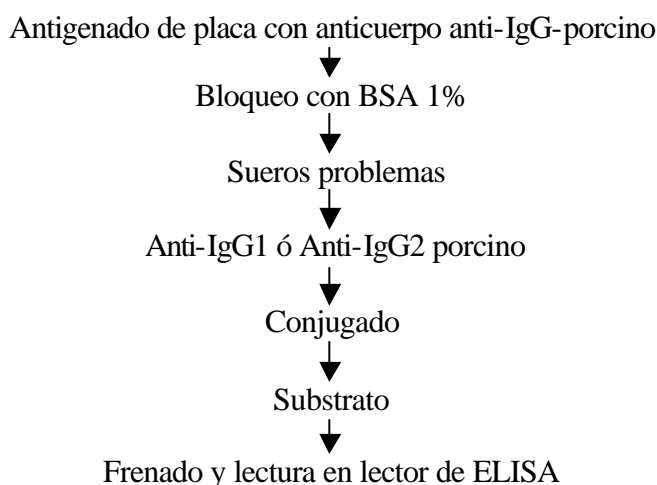 Antigenado de placa con anticuerpo anti-IgG-porcino
Bloqueo con BSA 1%
Sueros problemas
Anti-IgG1 ó Anti-IgG2 porcino
Conjugado
Substrato
Frenado y lectura en lector de ELISA